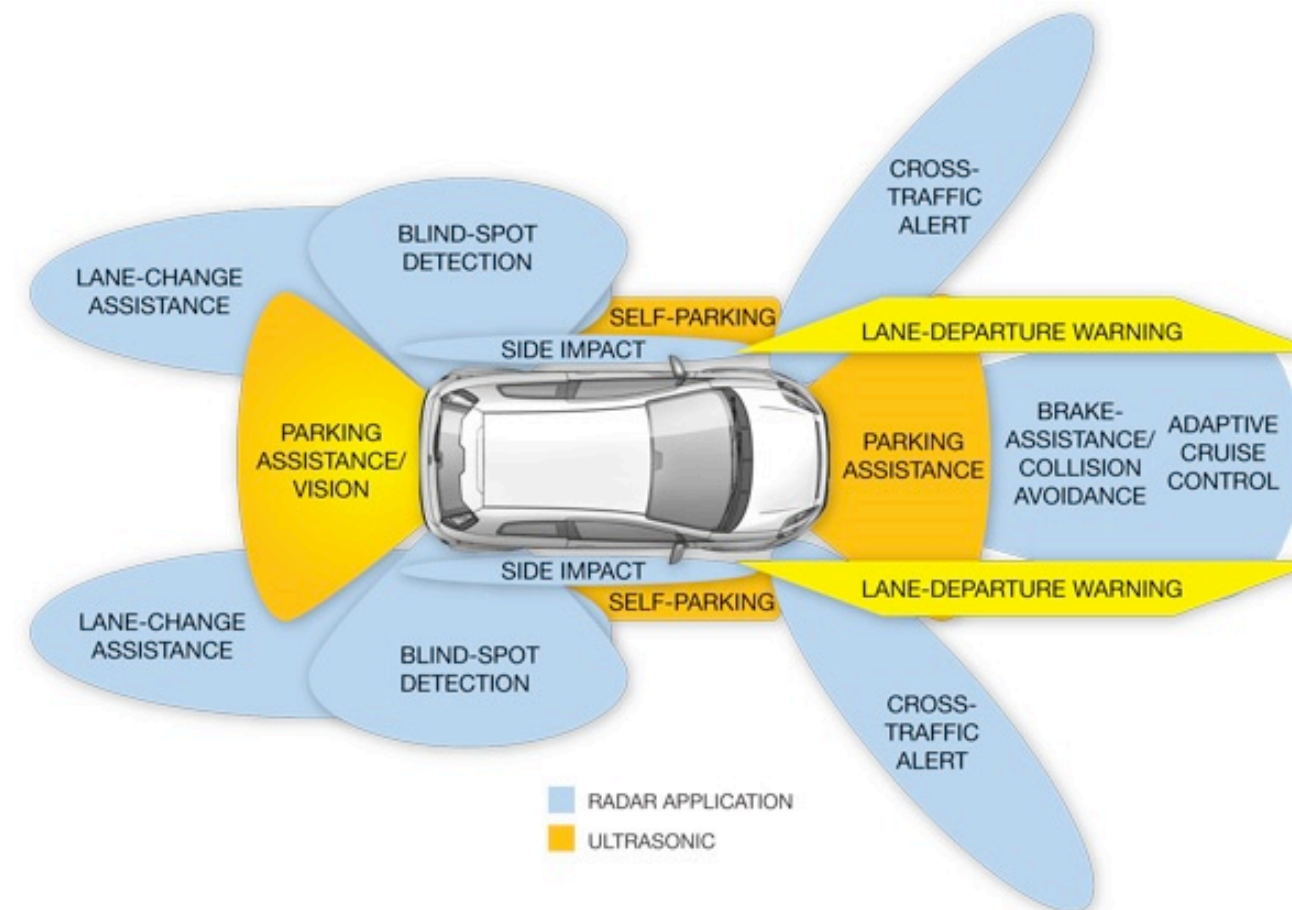 CROSS-
TRAFFIC
ALERT
BLIND-SPOT
DETECTION
LANE-CHANGE
ASSISTANCE
SELF-PARKING
LANE-DEPARTURE WARNING
SIDE IMPACT
PARKING
ASSISTANCE/
VISION
PARKING
ASSISTANCE
BRAKE-
ASSISTANCE/
COLLISION
AVOIDANCE
ADAPTIVE
CRUISE
CONTROL
SIDE IMPACT
LANE-DEPARTURE WARNING
SELF-PARKING
LANE-CHANGE
ASSISTANCE
BLIND-SPOT
DETECTION
CROSS-
TRAFFIC
ALERT
RADAR APPLICATION
ULTRASONIC